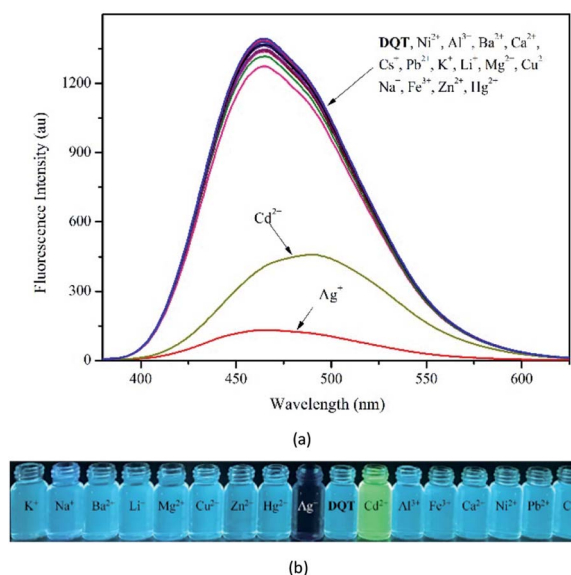 (a)
1200
900
600
300
0
Fluorescence Intensity (au)
DQT, Ni²⁺, Al³⁻, Ba²⁺, Ca²⁺,
Cs⁺, Pb²⁺, K⁺, Li⁺, Mg²⁻, Cu²
Na⁻, Fe³⁺, Zn²⁺, Hg²⁻
Cd²⁻
Ag⁺
400 450 500 550 600
Wavelength (nm)
(a)
K⁺ Na⁺ Ba²⁻ Li⁻ Mg²⁺ Cu²⁻ Zn²⁻ Hg²⁻ Ag⁻ DQT Cd²⁻ Al³⁺ Fe³⁺ Ca²⁻ Ni²⁺ Pb²⁺ C
(b)